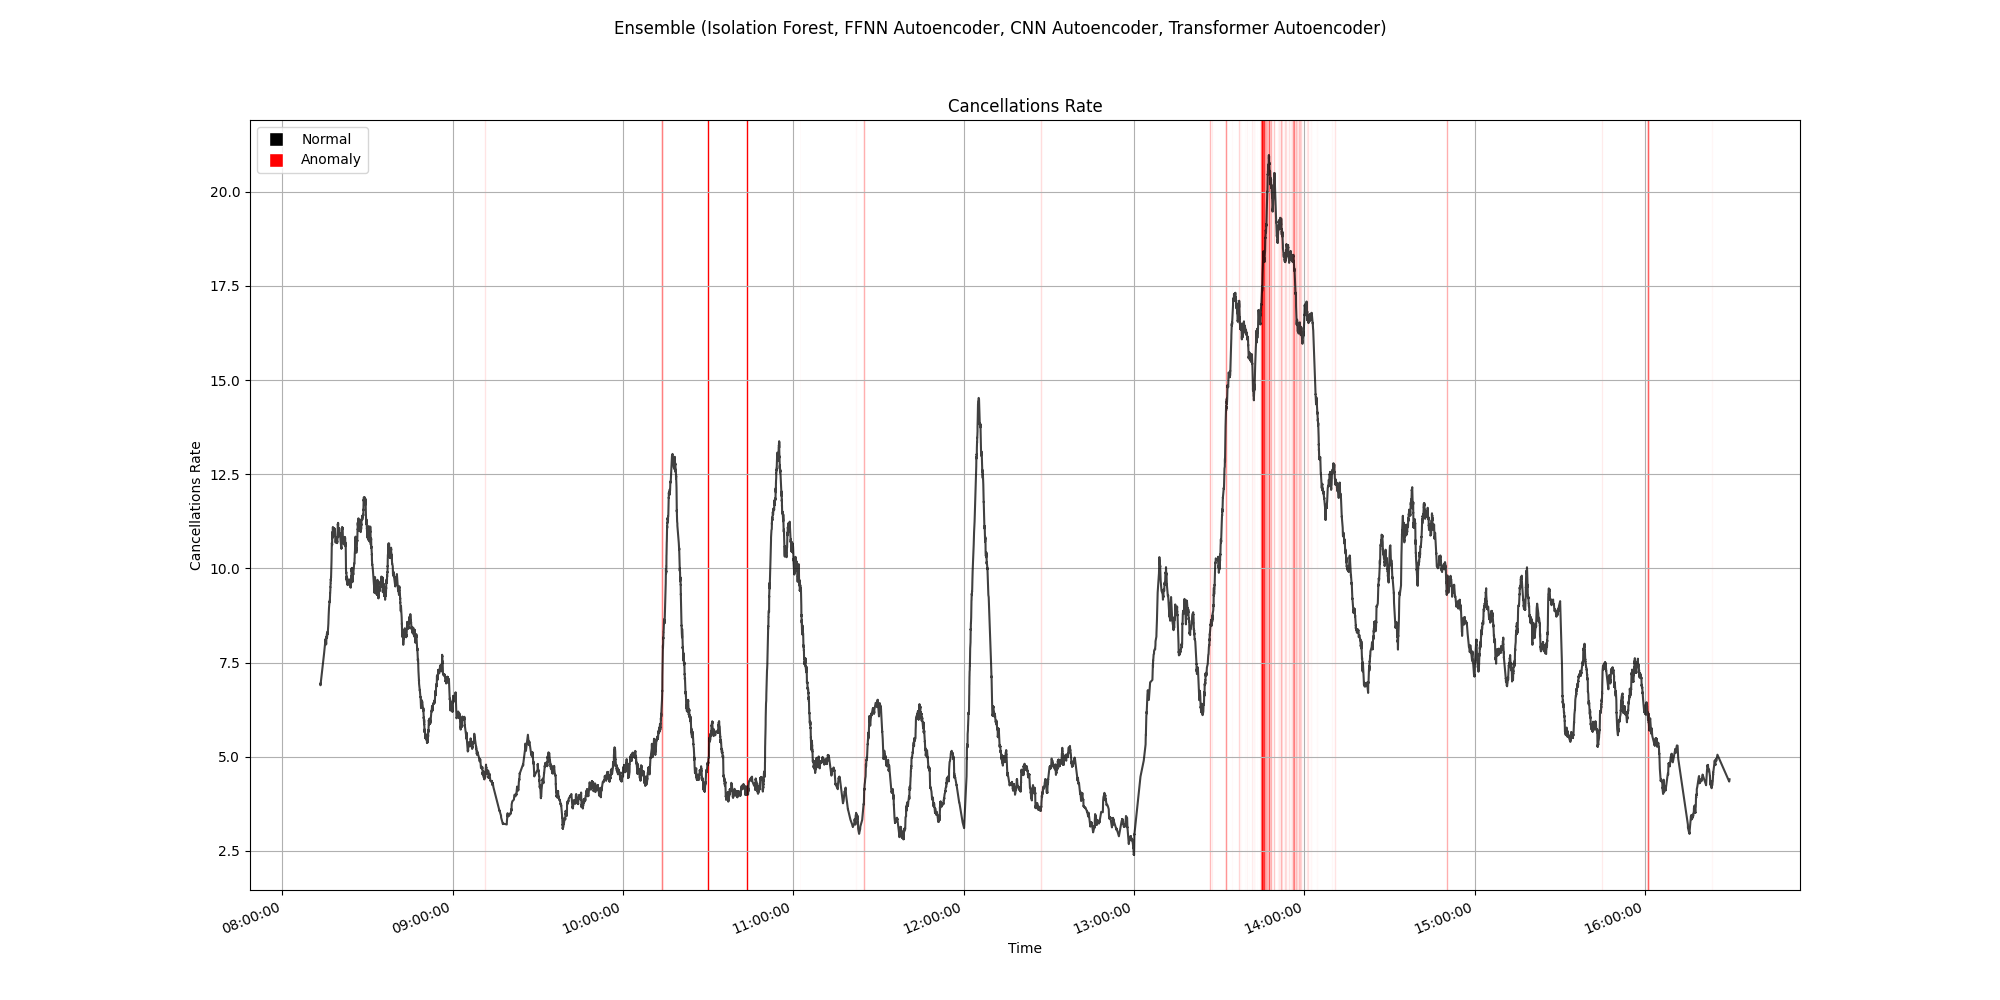 Ensemble (Isolation Forest, FFNN Autoencoder, CNN Autoencoder, Transformer Autoencoder)
Cancellations Rate
Normal
Anomaly
Cancellations Rate
20.0
17.5
15.0
12.5
10.0
7.5
5.0
2.5
08:00:00
09:00:00
10:00:00
11:00:00
12:00:00
13:00:00
14:00:00
15:00:00
16:00:00
Time